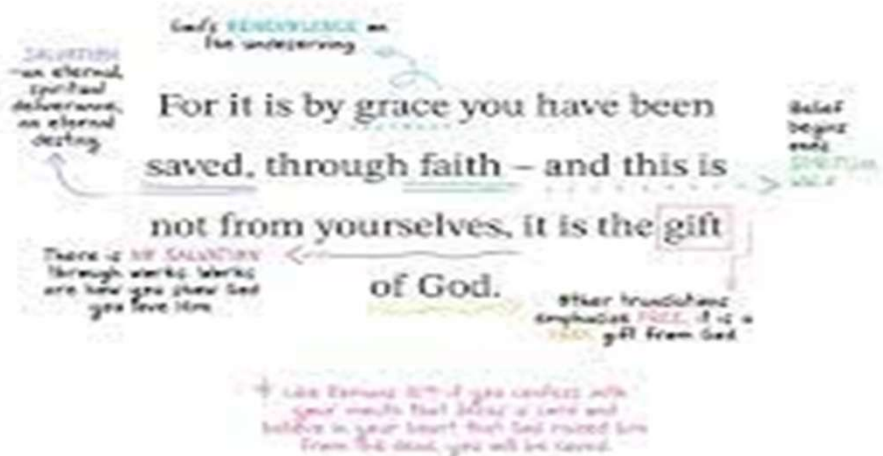 God's BENEVOLENCE on
the undeserving
SALVATION
-an eternal,
spiritual
deliverance,
an eternal
destiny
For it is by grace you have been
saved, through faith – and this is
not from yourselves, it is the gift
of God.
Belief
begins
There is NO SALVATION
through works. Works
are how you show God
you love Him
Other translations
emphasize FREE, it is a
FREE gift from God
+ Like Romans if you confess with
your mouth that Jesus is Lord and
believe in your heart that God raised him
from the dead, you will be saved.